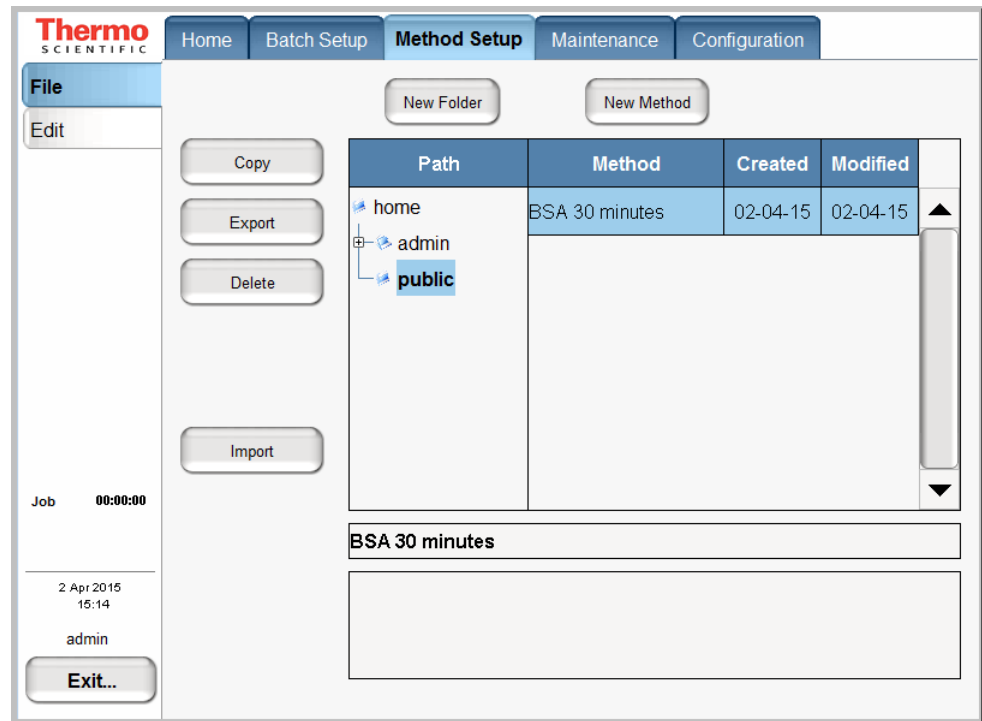 Thermo
SCIENTIFIC
Home
Batch Setup
Method Setup
Maintenance
Configuration
File
Edit
New Folder
New Method
Copy
Export
Delete
Import
Path
Method
Created
Modified
home
admin
public
BSA 30 minutes
02-04-15
02-04-15
BSA 30 minutes
Job 00:00:00
2 Apr 2015
15:14
admin
Exit...